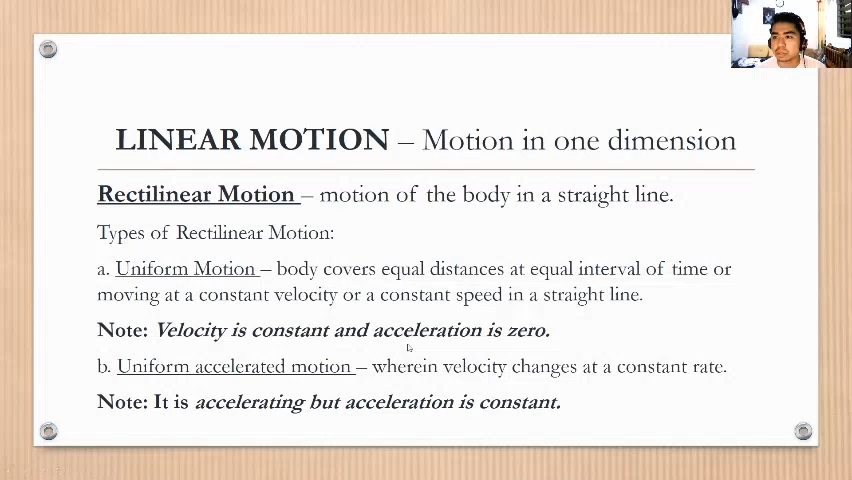 LINEAR MOTION – Motion in one dimension
Rectilinear Motion – motion of the body in a straight line.
Types of Rectilinear Motion:
a. Uniform Motion – body covers equal distances at equal interval of time or
moving at a constant velocity or a constant speed in a straight line.
Note: Velocity is constant and acceleration is zero.
b. Uniform accelerated motion – wherein velocity changes at a constant rate.
Note: It is accelerating but acceleration is constant.